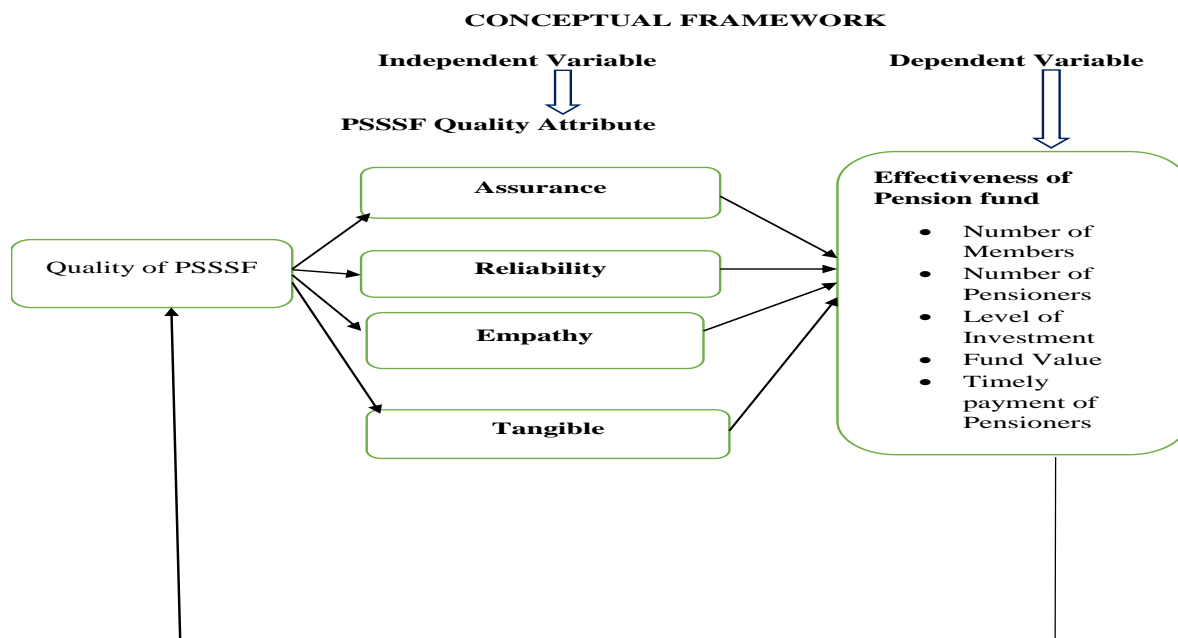 CONCEPTUAL FRAMEWORK
Independent Variable
Dependent Variable
PSSSF Quality Attribute
Quality of PSSSF
Assurance
Reliability
Empathy
Tangible
Effectiveness of
Pension fund
• Number of
Members
• Number of
Pensioners
• Level of
Investment
• Fund Value
• Timely
payment of
Pensioners